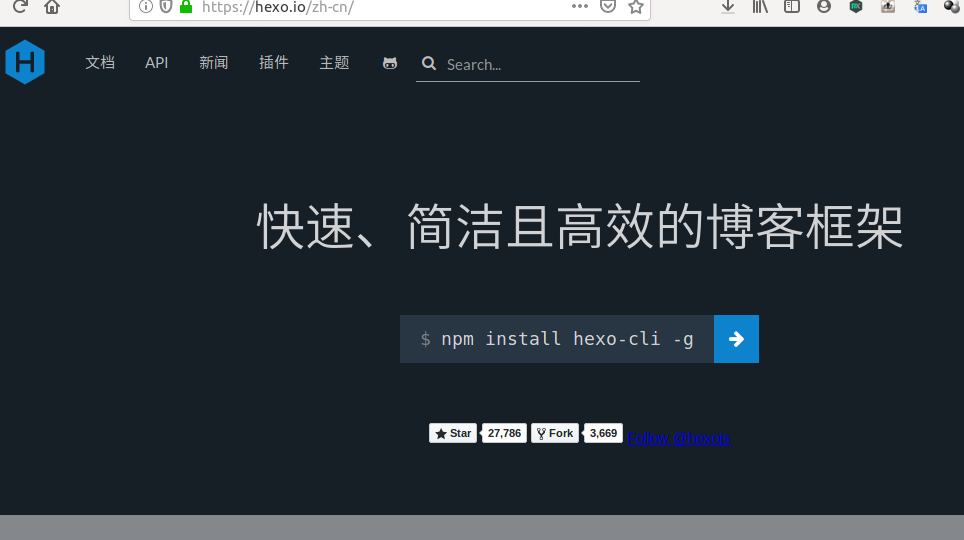 https://hexo.io/zh-cn/
H
文档 API 新闻 插件 主题 Search...
快速、简洁且高效的博客框架
$ npm install hexo-cli -g
Star 27,786 Fork 3,669 Follow @hexojs